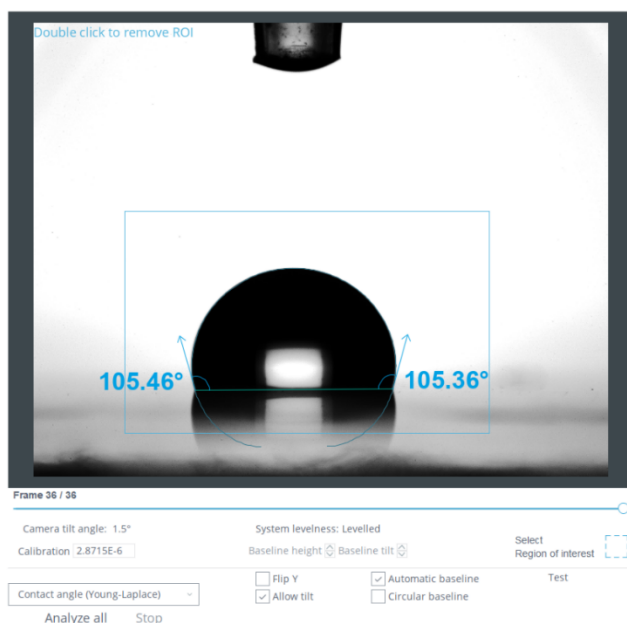 Double click to remove ROI
105.46°
105.36°
Frame 36 / 36
Camera tilt angle: 1.5°
System levelness: Levelled
Calibration 2.8715E-6
Baseline height
Baseline tilt
Select
Region of interest
Flip Y
Automatic baseline
Test
Contact angle (Young-Laplace)
Allow tilt
Circular baseline
Analyze all
Stop